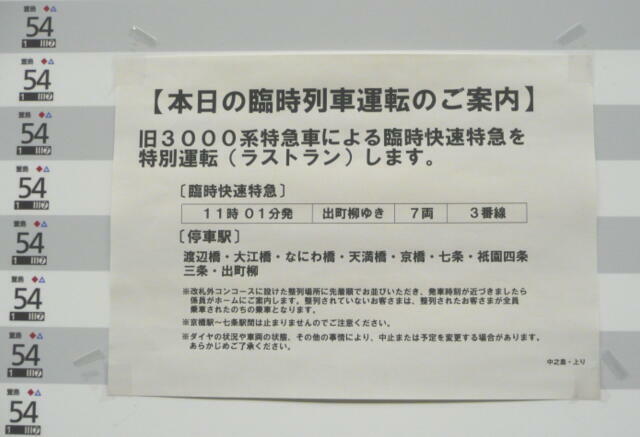 【本日の臨時列車運転のご案内】
旧3000系特急車による臨時快速特急を
特別運転(ラストラン)します。
〔臨時快速特急〕
11時01分発 出町柳ゆき 7両 3番線
〔停車駅〕
渡辺橋・大江橋・なにわ橋・天満橋・京橋・七条・祇園四条
三条・出町柳
※改札外コンコースに設けた整列場所に先着順でお並びいただき、発車時刻が近づきましたら
係員がホームにご案内します。整列されていないお客さまは、整列されたお客さまが全員
乗車されたのちの乗車となります。
※京橋駅~七条駅間は止まりませんのでご注意ください。
※ダイヤの状況や車両の状態、その他の事情により、中止または予定を変更する場合があります。
あらかじめご了承ください。
中之島・上り
54
54
54
54
54
54
54
54